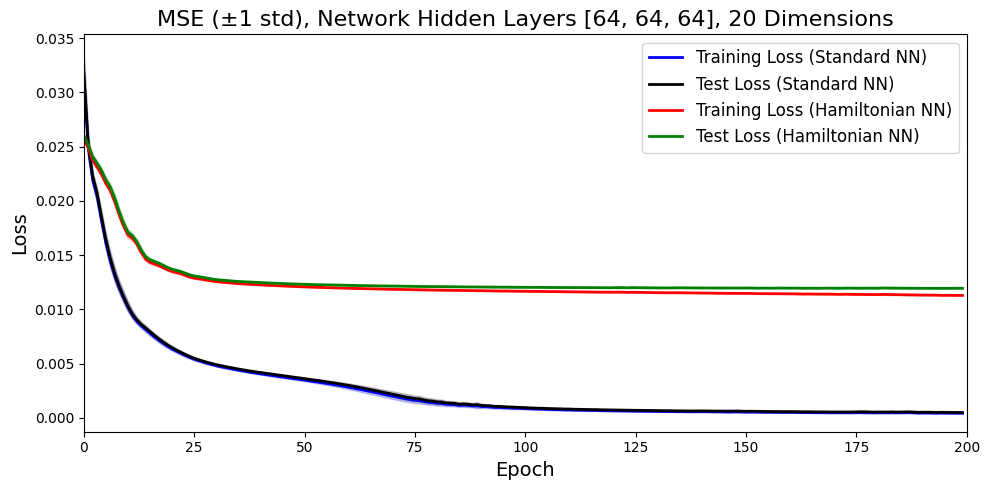 MSE (±1 std), Network Hidden Layers [64, 64, 64], 20 Dimensions
Loss
0.035
0.030
0.025
0.020
0.015
0.010
0.005
0.000
Training Loss (Standard NN)
Test Loss (Standard NN)
Training Loss (Hamiltonian NN)
Test Loss (Hamiltonian NN)
0 25 50 75 100 125 150 175 200
Epoch